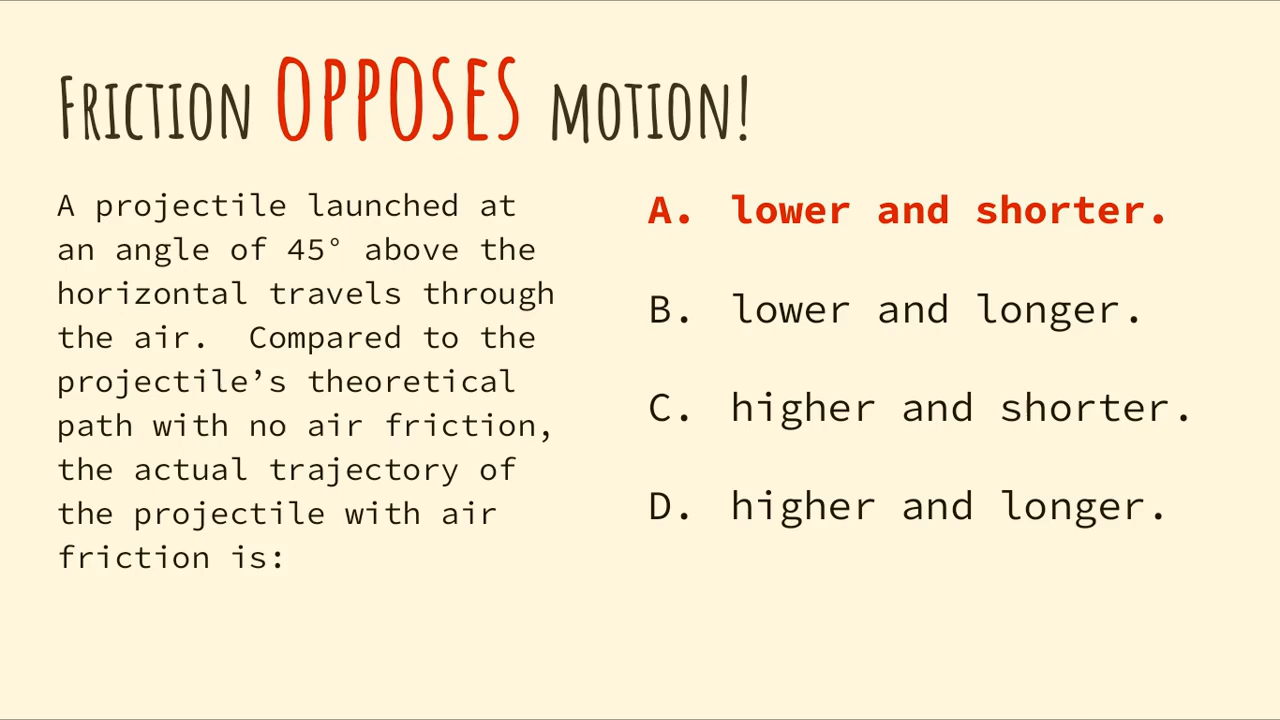 Friction OPPOSES motion!
A projectile launched at
an angle of 45° above the
horizontal travels through
the air.  Compared to the
projectile’s theoretical
path with no air friction,
the actual trajectory of
the projectile with air
friction is:
A. lower and shorter.
B. lower and longer.
C. higher and shorter.
D. higher and longer.